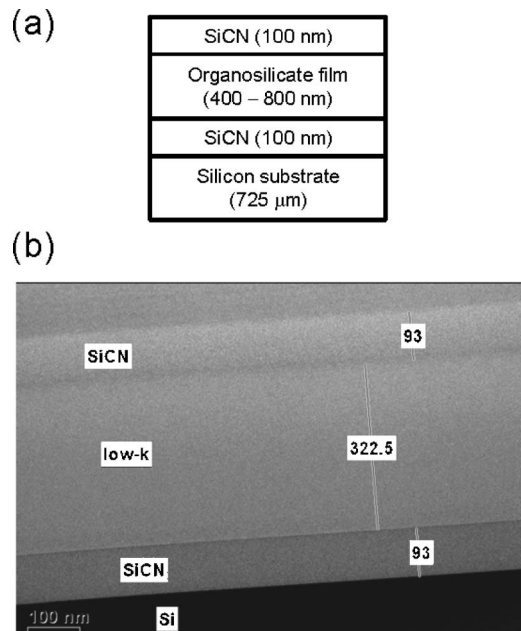 (a)
SiCN (100 nm)
Organosilicate film
(400 – 800 nm)
SiCN (100 nm)
Silicon substrate
(725 μm)
(b)
SiCN
93
low-k
322.5
SiCN
93
Si
100 nm